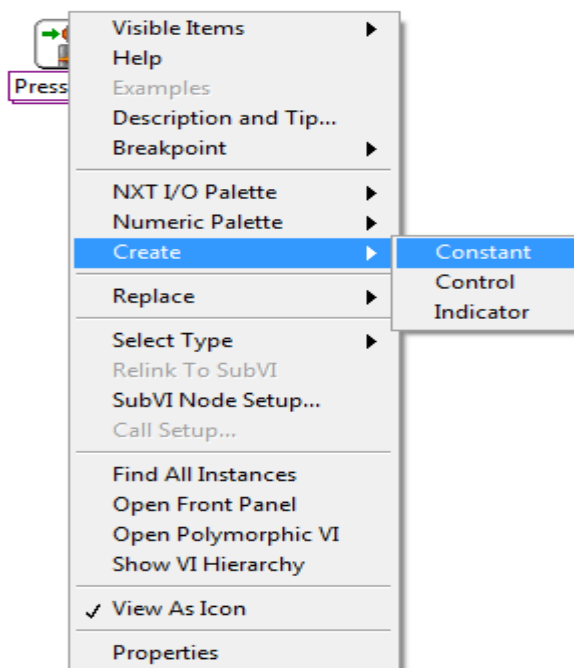 Press
Visible Items
Help
Examples
Description and Tip...
Breakpoint
NXT I/O Palette
Numeric Palette
Create
Constant
Control
Indicator
Replace
Select Type
Relink To SubVI
SubVI Node Setup...
Call Setup...
Find All Instances
Open Front Panel
Open Polymorphic VI
Show VI Hierarchy
View As Icon
Properties